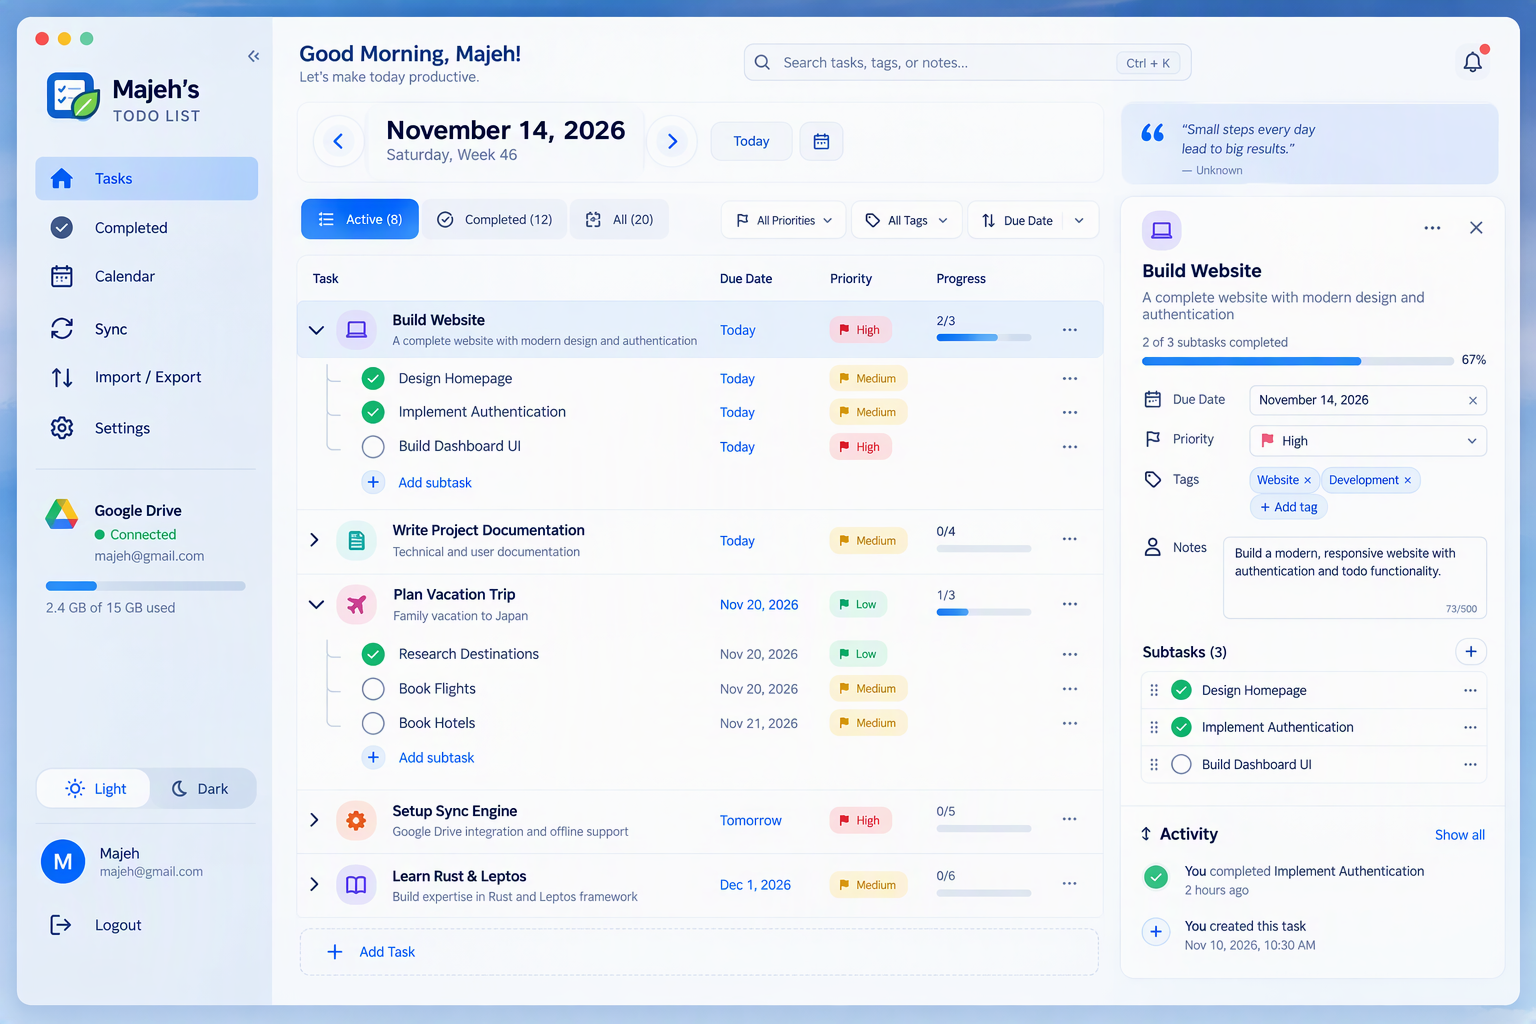 Majeh's
TODO LIST
Tasks
Completed
Calendar
Sync
Import / Export
Settings
Google Drive
Connected
majeh@gmail.com
2.4 GB of 15 GB used
Light
Dark
M
Majeh
majeh@gmail.com
Logout
Good Morning, Majeh!
Let's make today productive.
Search tasks, tags, or notes...
Ctrl + K
November 14, 2026
Saturday, Week 46
Today
Active (8)
Completed (12)
All (20)
All Priorities
All Tags
Due Date
Task
Due Date
Priority
Progress
Build Website
A complete website with modern design and authentication
Today
High
2/3
Design Homepage
Today
Medium
Implement Authentication
Today
Medium
Build Dashboard UI
Today
High
+ Add subtask
Write Project Documentation
Technical and user documentation
Today
Medium
0/4
Plan Vacation Trip
Family vacation to Japan
Nov 20, 2026
Low
1/3
Research Destinations
Nov 20, 2026
Low
Book Flights
Nov 20, 2026
Medium
Book Hotels
Nov 21, 2026
Medium
+ Add subtask
Setup Sync Engine
Google Drive integration and offline support
Tomorrow
High
0/5
Learn Rust & Leptos
Build expertise in Rust and Leptos framework
Dec 1, 2026
Medium
0/6
+ Add Task
“Small steps every day
lead to big results.”
— Unknown
Build Website
A complete website with modern design and
authentication
2 of 3 subtasks completed
67%
Due Date
November 14, 2026
Priority
High
Tags
Website ×
Development ×
+ Add tag
Notes
Build a modern, responsive website with
authentication and todo functionality.
73/500
Subtasks (3)
Design Homepage
Implement Authentication
Build Dashboard UI
Activity
Show all
You completed Implement Authentication
2 hours ago
You created this task
Nov 10, 2026, 10:30 AM